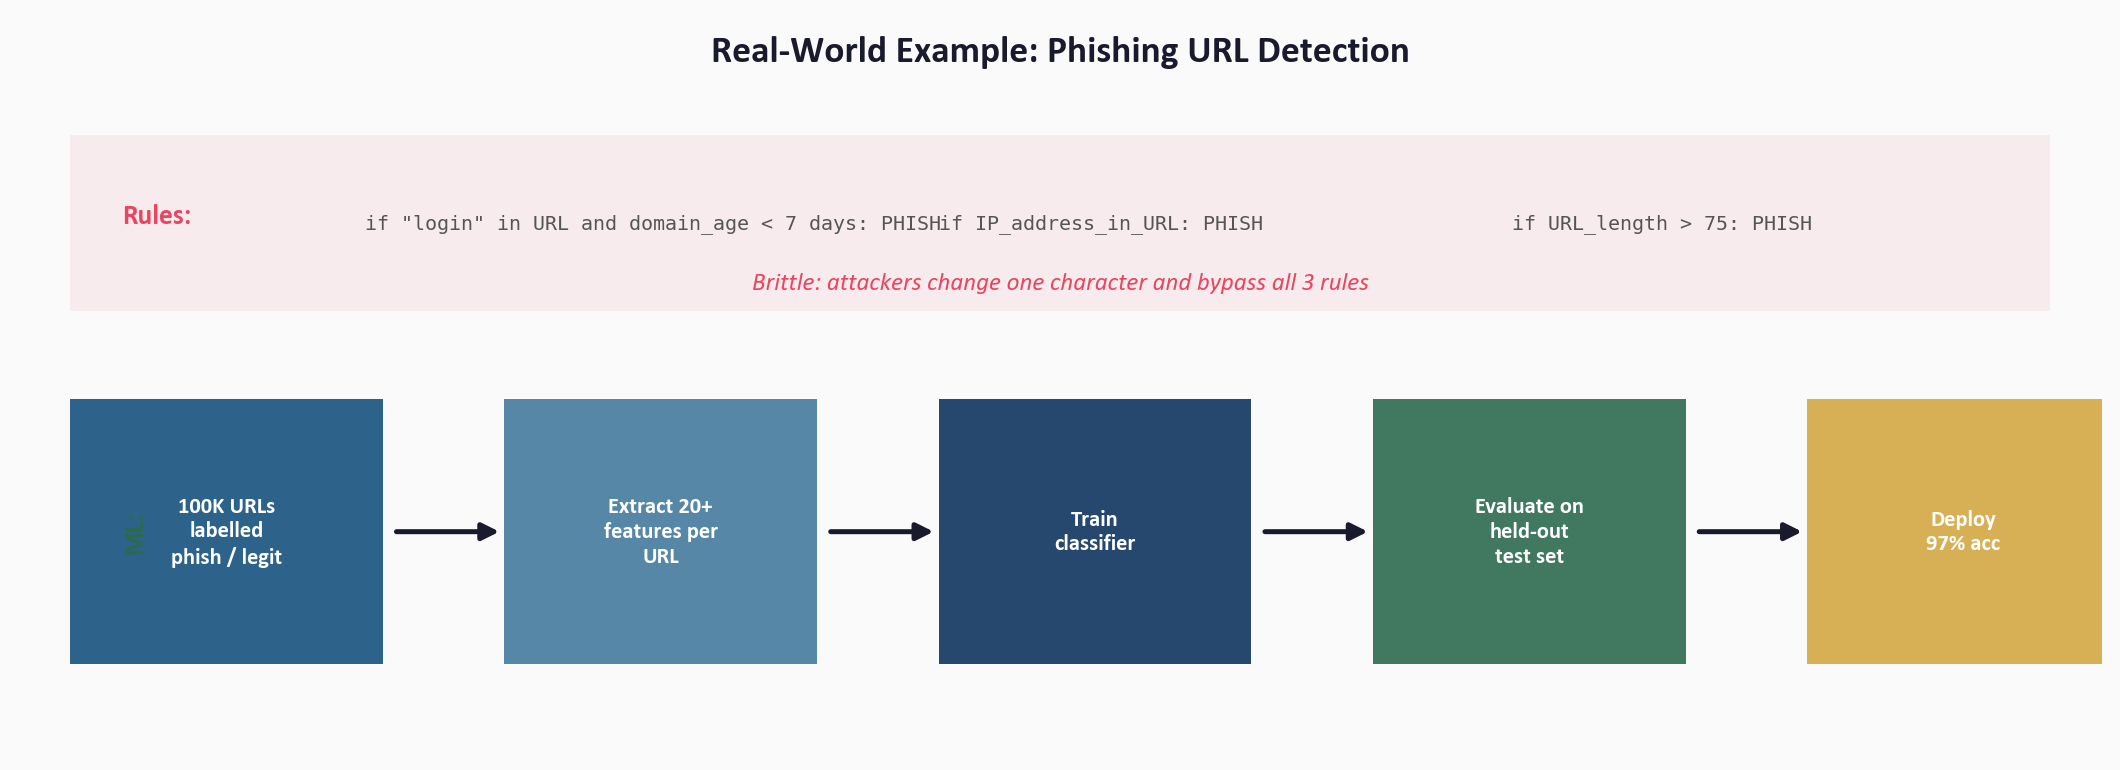 Real-World Example: Phishing URL Detection
Rules:
if "login" in URL and domain_age < 7 days: PHISH
if IP_address_in_URL: PHISH
if URL_length > 75: PHISH
Brittle: attackers change one character and bypass all 3 rules
ML:
100K URLs
labelled
phish / legit
Extract 20+
features per
URL
Train
classifier
Evaluate on
held-out
test set
Deploy
97% acc